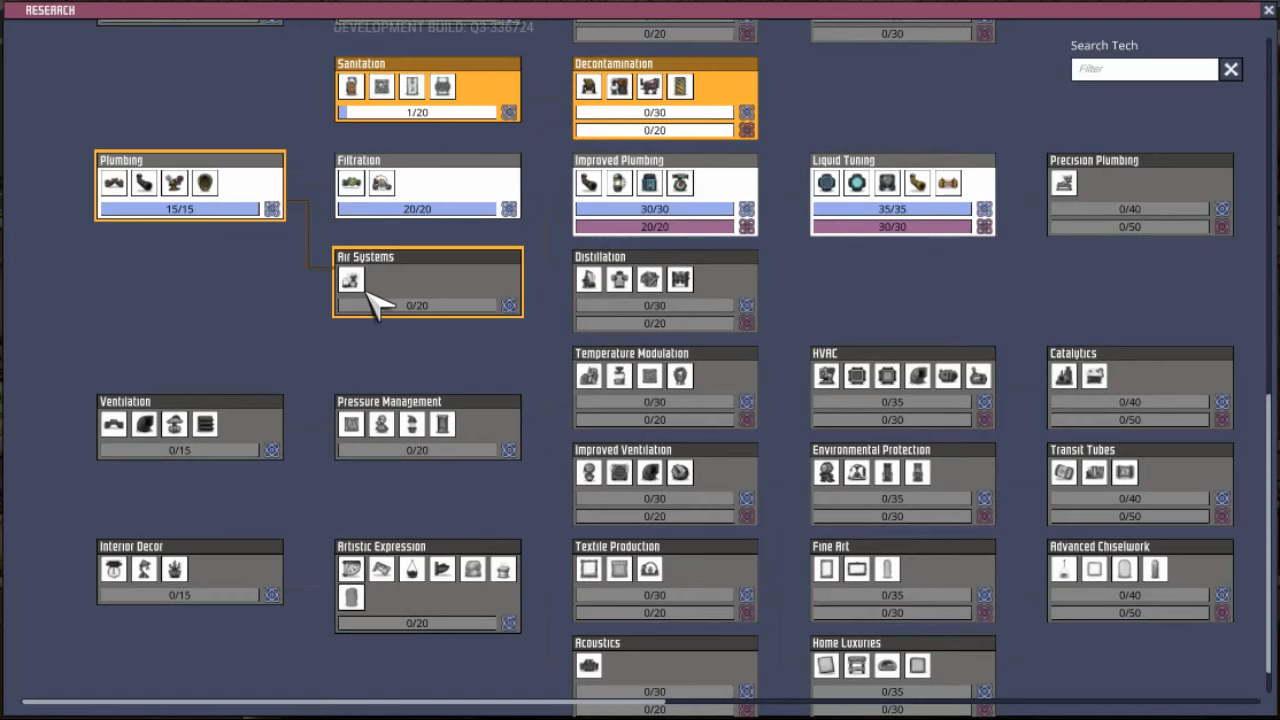 RESEARCH
DEVELOPMENT BUILD: Q3-336724
0/20
0/30
Search Tech
Filter
Sanitation
1/20
Decontamination
0/30
0/20
Plumbing
15/15
Filtration
20/20
Improved Plumbing
30/30
20/20
Liquid Tuning
35/35
30/30
Precision Plumbing
0/40
0/50
Air Systems
0/20
Distillation
0/30
0/20
Temperature Modulation
0/30
0/20
HVAC
0/35
0/30
Catalytics
0/40
0/50
Ventilation
0/15
Pressure Management
0/20
Improved Ventilation
0/30
0/20
Environmental Protection
0/35
0/30
Transit Tubes
0/40
0/50
Interior Decor
0/15
Artistic Expression
0/20
Textile Production
0/30
0/20
Fine Art
0/35
0/30
Advanced Chiselwork
0/40
0/50
Acoustics
0/30
0/20
Home Luxuries
0/35
0/30